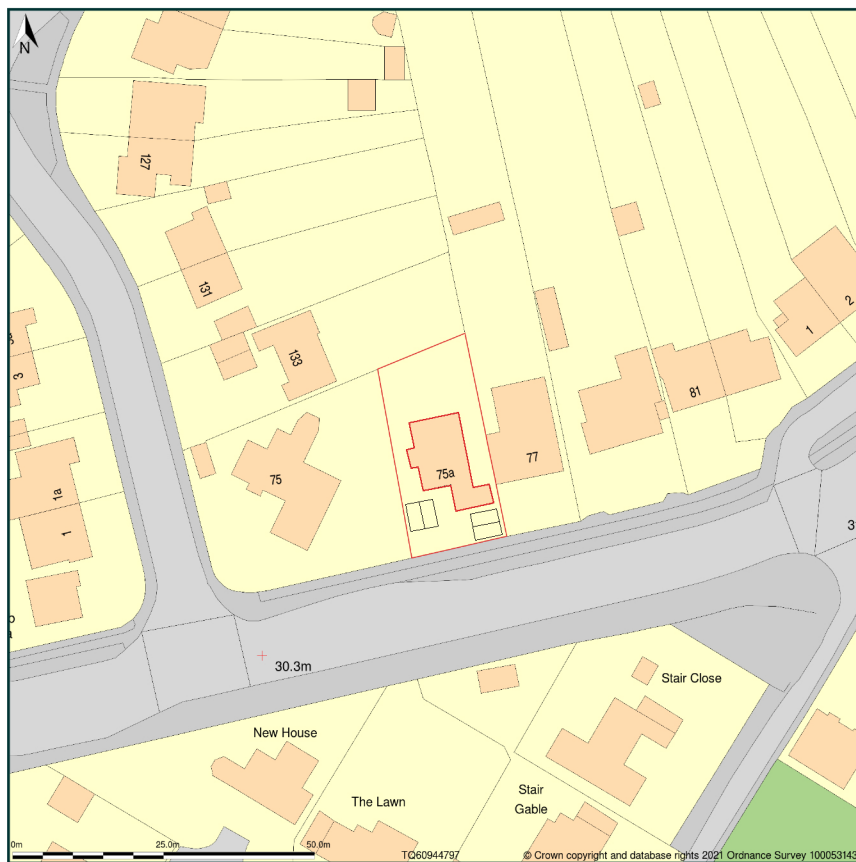 N
127
131
133
3
75
75a
77
81
1
2
1a
1
30.3m
New House
Stair Close
The Lawn
Stair
Gable
0m
25.0m
50.0m
TQ60944797
© Crown copyright and database rights 2021 Ordnance Survey 100053143